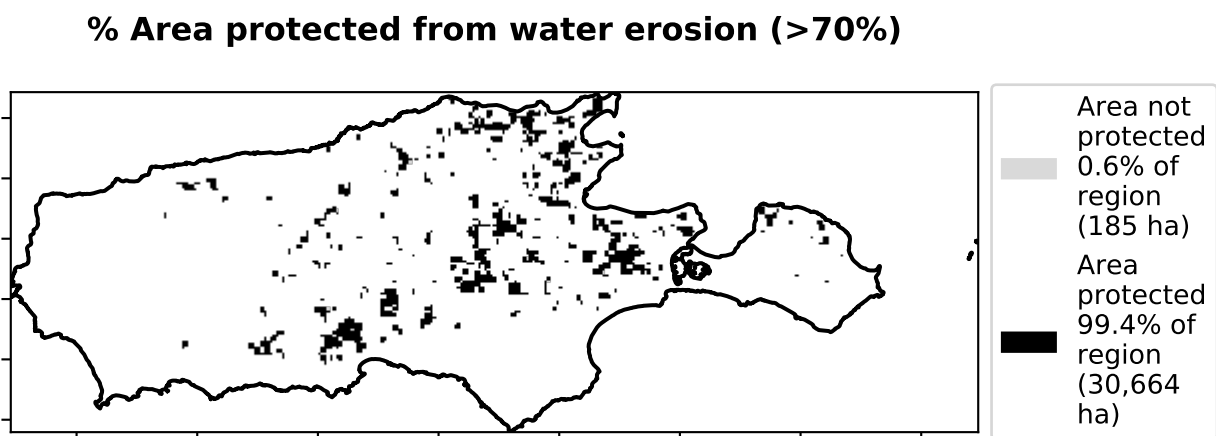 % Area protected from water erosion (>70%)
Area not
protected
0.6% of
region
(185 ha)
Area
protected
99.4% of
region
(30,664
ha)